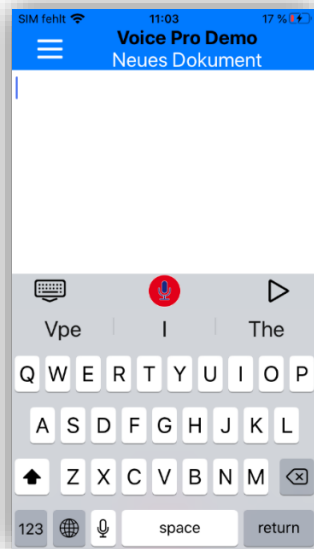 SIM fehlt 11:03 17 %
Voice Pro Demo
Neues Dokument
Vpe I The
Q W E R T Y U I O P
A S D F G H J K L
Z X C V B N M
123 space return